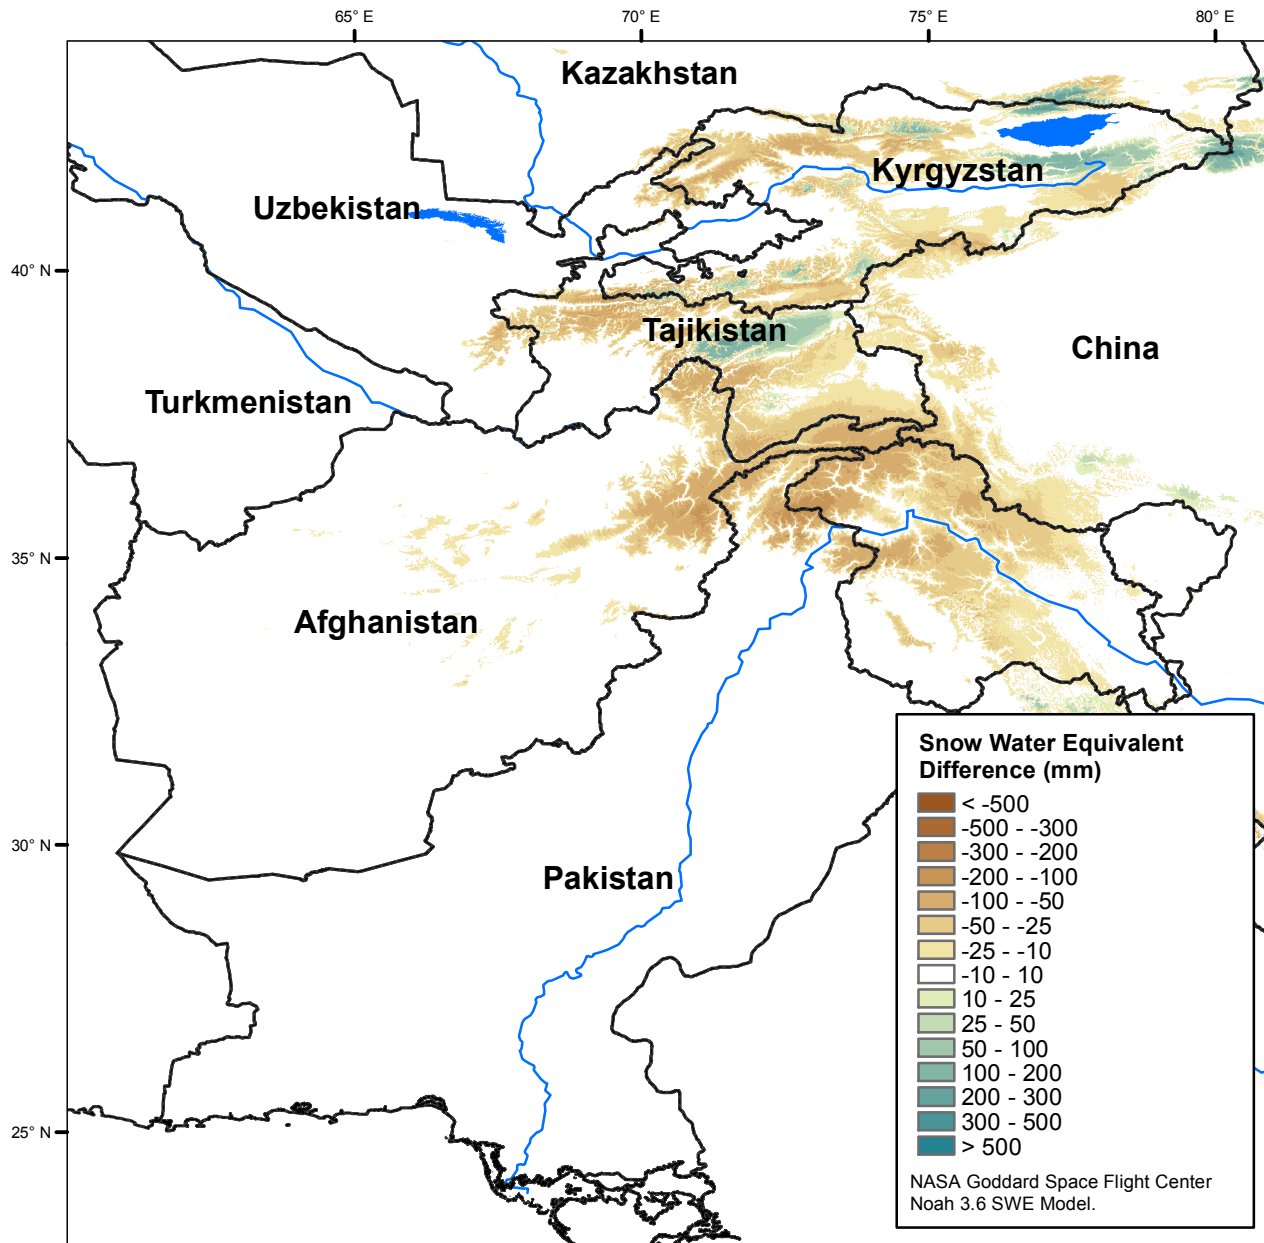 65° E
70° E
75° E
80° E
Kazakhstan
Kyrgyzstan
Uzbekistan
40° N
Tajikistan
China
Turkmenistan
35° N
Afghanistan
Snow Water Equivalent
Difference (mm)
< -500
-500 - -300
-300 - -200
-200 - -100
-100 - -50
-50 - -25
-25 - -10
-10 - 10
10 - 25
25 - 50
50 - 100
100 - 200
200 - 300
300 - 500
> 500
NASA Goddard Space Flight Center
Noah 3.6 SWE Model.
30° N
Pakistan
25° N